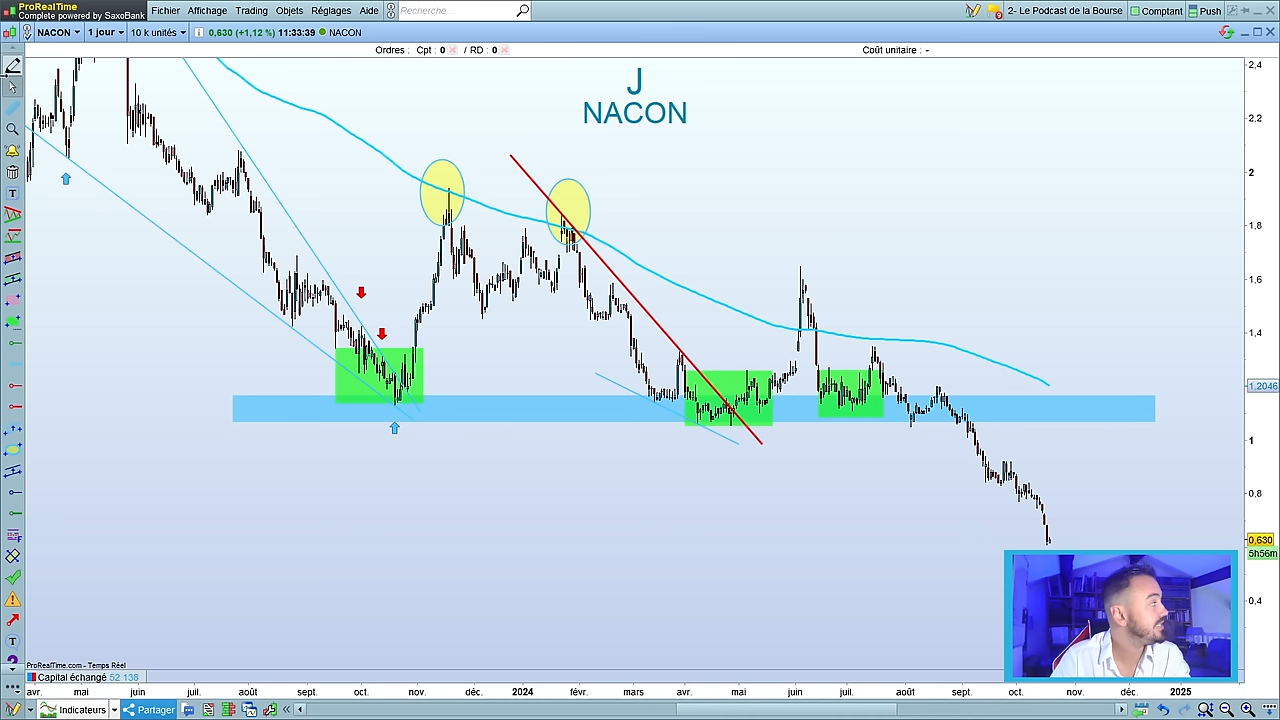 ProRealTime
Complete powered by SaxoBank
Fichier Affichage Trading Objets Réglages Aide Recherche 2- Le Podcast de la Bourse Comptant Push
NACON 1 jour 10 k unités 0,630 (+1,12 %) 11:33:39 NACON
Ordres : Cpt : 0 / RD : 0 Coût unitaire : -
J
NACON
2,4
2,2
2
1,8
1,6
1,4
1,2046
1
0,8
0,630
5h56m
0,4
ProRealTime.com - Temps Réel
Capital échangé 52 138
avr. mai juin juil. août sept. oct. nov. déc. 2024 févr. mars avr. mai juin juil. août sept. oct. nov. déc. 2025
Indicateurs Partager